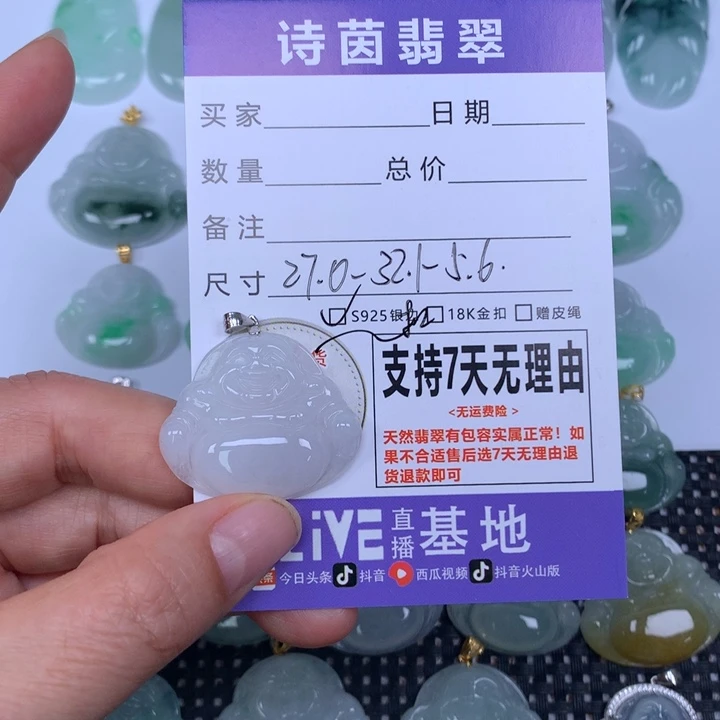 诗茵翡翠
买家 日期
数量 总价
备注
尺寸 27.0-32.1-5.6.
S925银扣 18K金扣 赠皮绳
支持7天无理由
<无运费险>
天然翡翠有包容实属正常！如
果不合适售后选7天无理由退
货退款即可
LiVE 直播 基地
今日头条 抖音 西瓜视频 抖音火山版